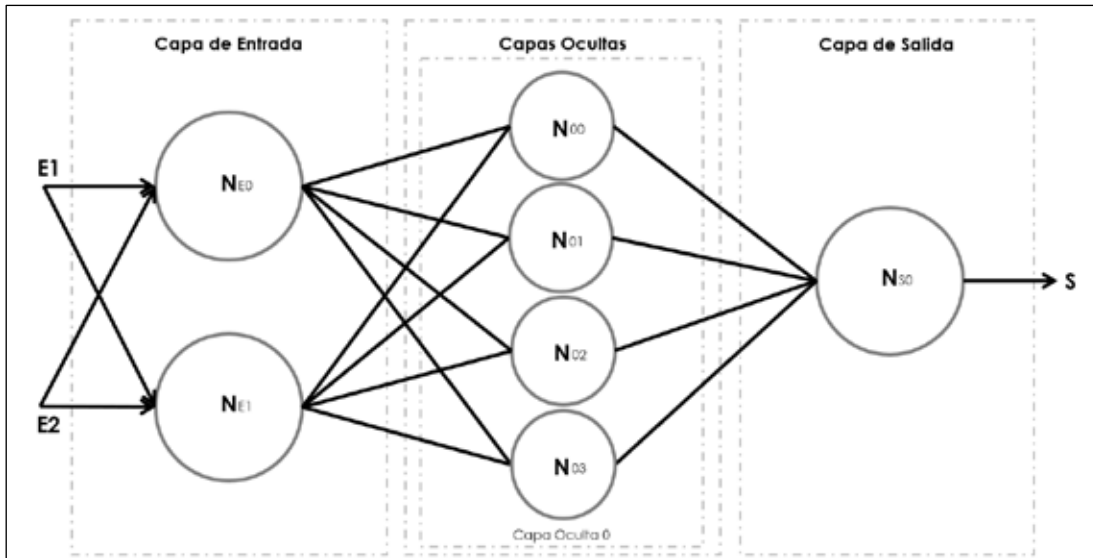 Capa de Entrada
Capas Ocultas
Capa de Salida
E1
E2
NE0
NE1
N00
N01
N02
N03
Capa Oculta 0
NS0
S